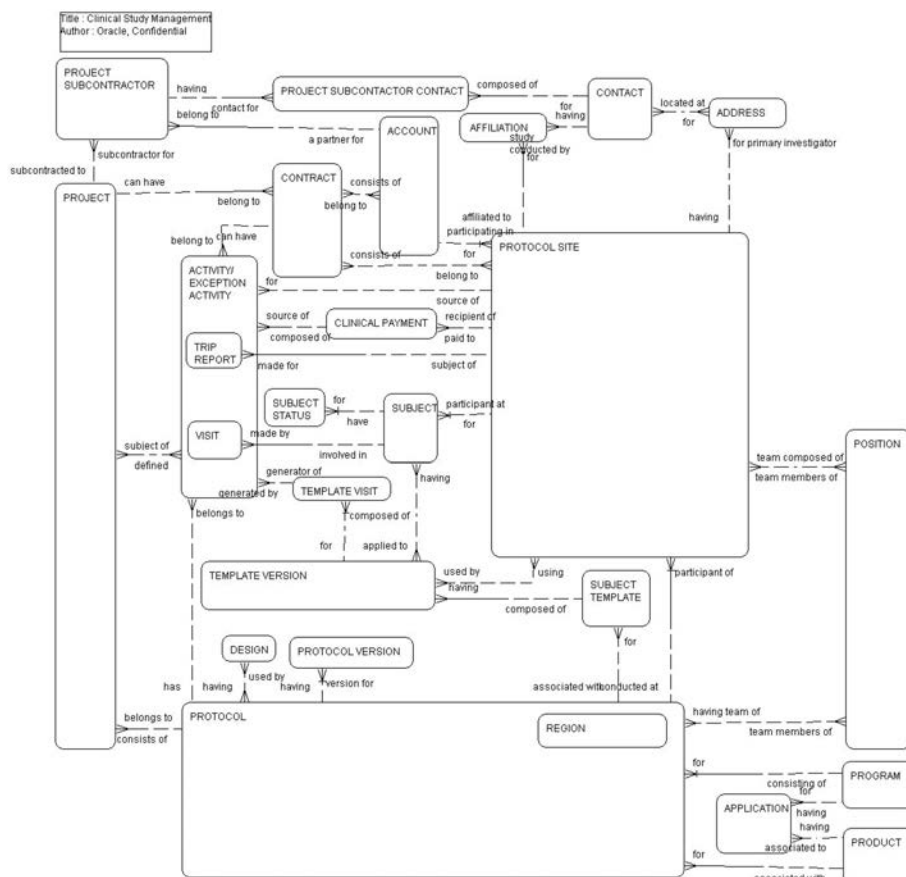 Title : Clinical Study Management
Author : Oracle, Confidential
PROJECT
SUBCONTRACTOR
having
contact for
PROJECT SUBCONTACTOR CONTACT
composed of
for
CONTACT
located at
for
ADDRESS
belong to
a partner for
ACCOUNT
AFFILIATION
having
study
conducted by
for
for primary investigator
subcontractor for
subcontracted to
PROJECT
can have
belong to
CONTRACT
consists of
belong to
having
belong to
can have
affiliated to
participating in
for
PROTOCOL SITE
consists of
belong to
ACTIVITY/
EXCEPTION
ACTIVITY
for
source of
source of
composed of
CLINICAL PAYMENT
recipient of
paid to
TRIP
REPORT
made for
subject of
SUBJECT
STATUS
for
have
SUBJECT
participant at
for
VISIT
made by
involved in
subject of
defined
generator of
generated by
TEMPLATE VISIT
having
POSITION
team composed of
team members of
belongs to
composed of
for
applied to
TEMPLATE VERSION
used by
using
having
composed of
SUBJECT
TEMPLATE
participant of
for
DESIGN
PROTOCOL VERSION
used by
having
having
version for
has
associated with
conducted at
belongs to
consists of
PROTOCOL
REGION
having team of
team members of
for
consisting of
PROGRAM
for
having
APPLICATION
having
associated to
PRODUCT
for
associated with